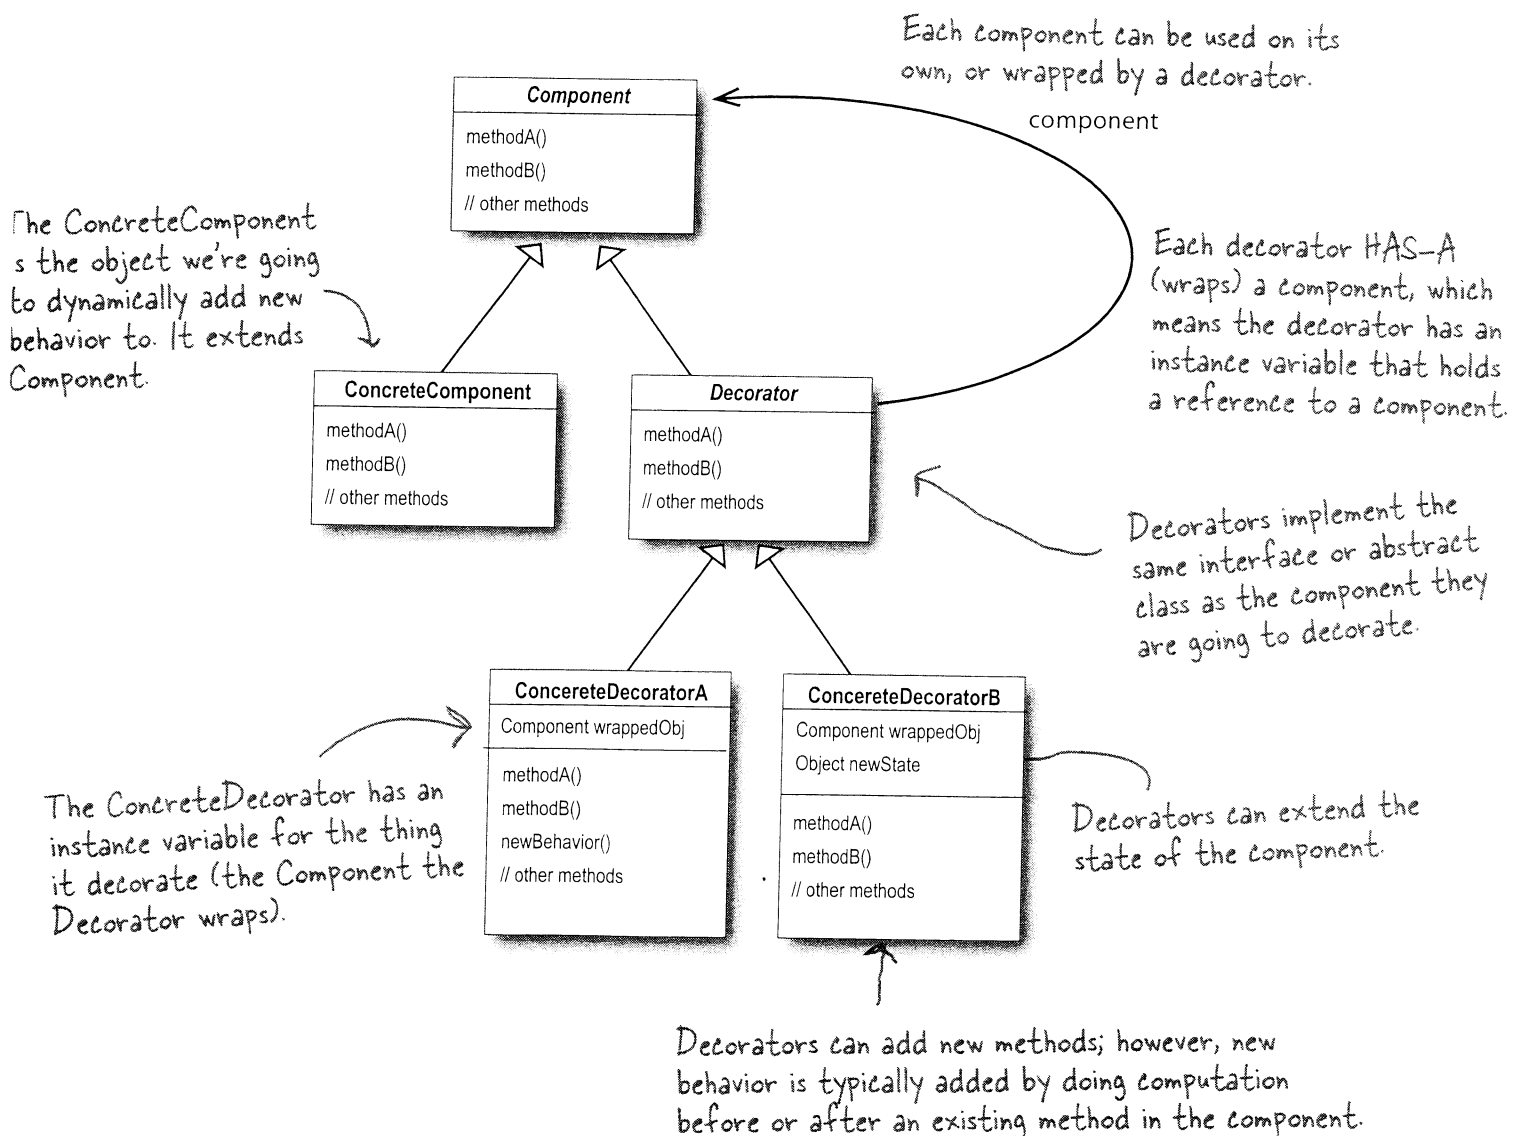 Each component can be used on its
own, or wrapped by a decorator.
component
Component
methodA()
methodB()
// other methods
The ConcreteComponent
s the object we're going
to dynamically add new
behavior to. It extends
Component.
Each decorator HAS-A
(wraps) a component, which
means the decorator has an
instance variable that holds
a reference to a component.
ConcreteComponent
methodA()
methodB()
// other methods
Decorator
methodA()
methodB()
// other methods
Decorators implement the
same interface or abstract
class as the component they
are going to decorate.
ConcereteDecoratorA
Component wrappedObj
methodA()
methodB()
newBehavior()
// other methods
ConcereteDecoratorB
Component wrappedObj
Object newState
methodA()
methodB()
// other methods
The ConcreteDecorator has an
instance variable for the thing
it decorate (the Component the
Decorator wraps).
Decorators can extend the
state of the component.
Decorators can add new methods; however, new
behavior is typically added by doing computation
before or after an existing method in the component.